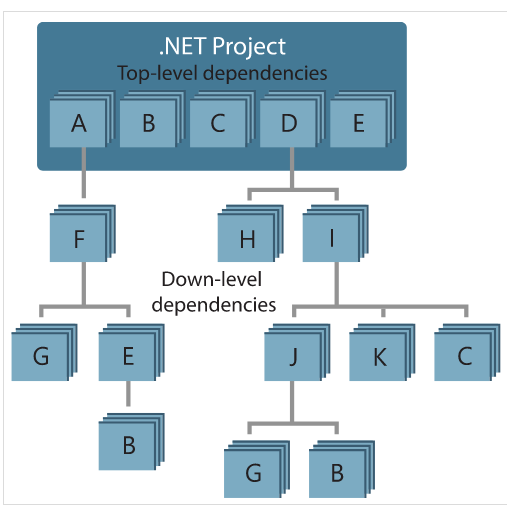 .NET Project
Top-level dependencies
A B C D E
F H I
Down-level
dependencies
G E J K C
B G B